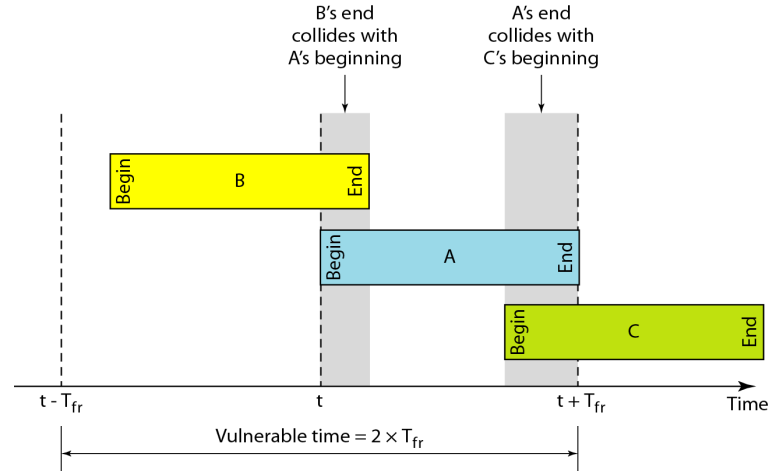 B's end
collides with
A's beginning
A's end
collides with
C's beginning
Begin
B
End
Begin
A
End
Begin
C
End
t - Tfr
t
t + Tfr
Time
Vulnerable time = 2 × Tfr